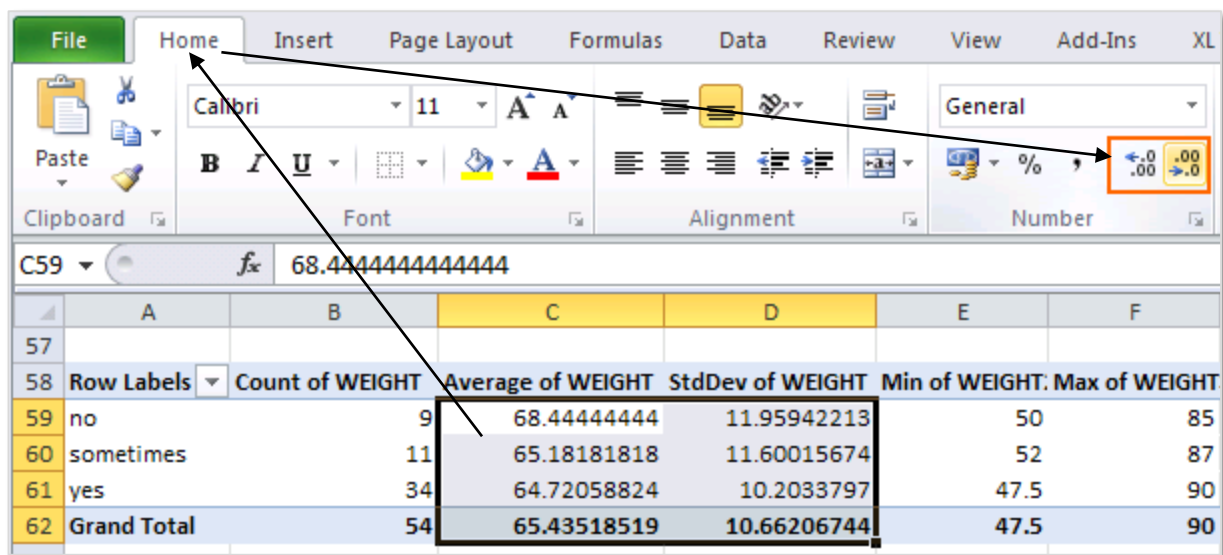 File Home Insert Page Layout Formulas Data Review View Add-Ins XL
Calibri 11 A A General
Paste B I U A a % , .0 .00 .00 .0
Clipboard Font Alignment Number
C59 fx 68.4444444444444
A B C D E F
57
58 Row Labels Count of WEIGHT Average of WEIGHT StdDev of WEIGHT Min of WEIGHT. Max of WEIGHT
59 no 9 68.44444444 11.95942213 50 85
60 sometimes 11 65.18181818 11.60015674 52 87
61 yes 34 64.72058824 10.2033797 47.5 90
62 Grand Total 54 65.43518519 10.66206744 47.5 90